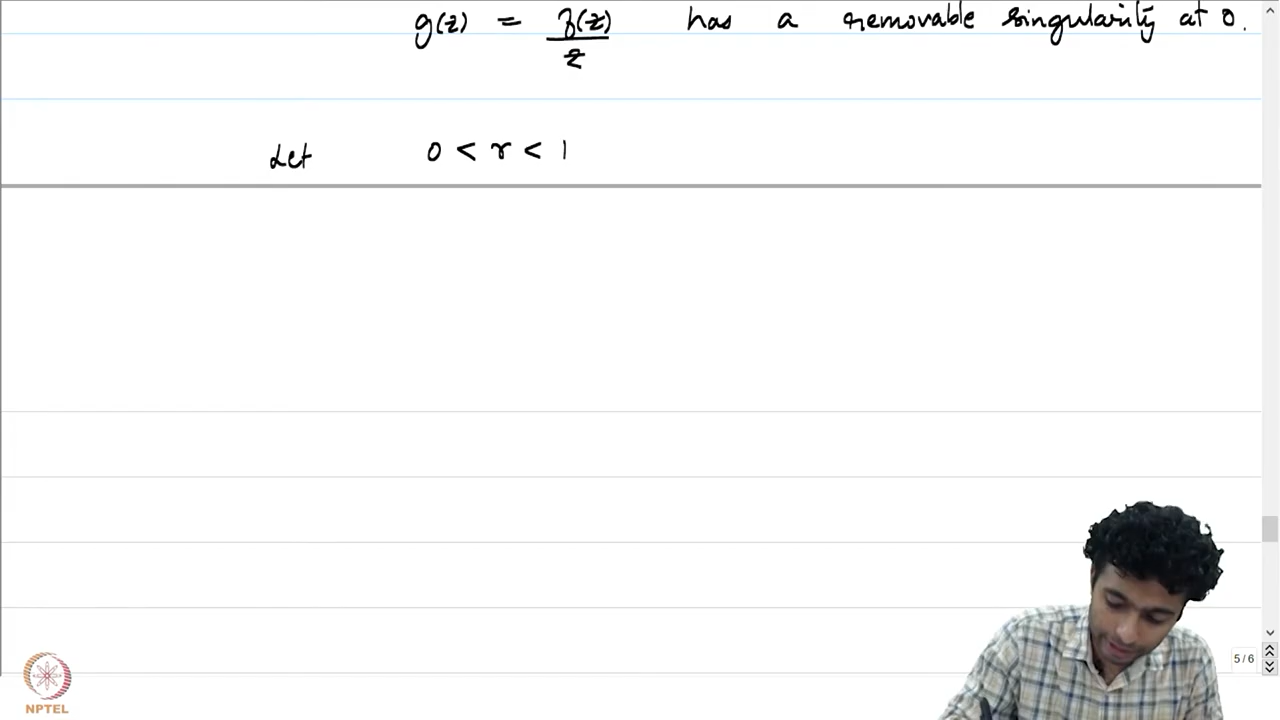 g(z) = f(z)/z has a removable singularity at 0.
Let 0 < r < 1
5 / 6
NPTEL